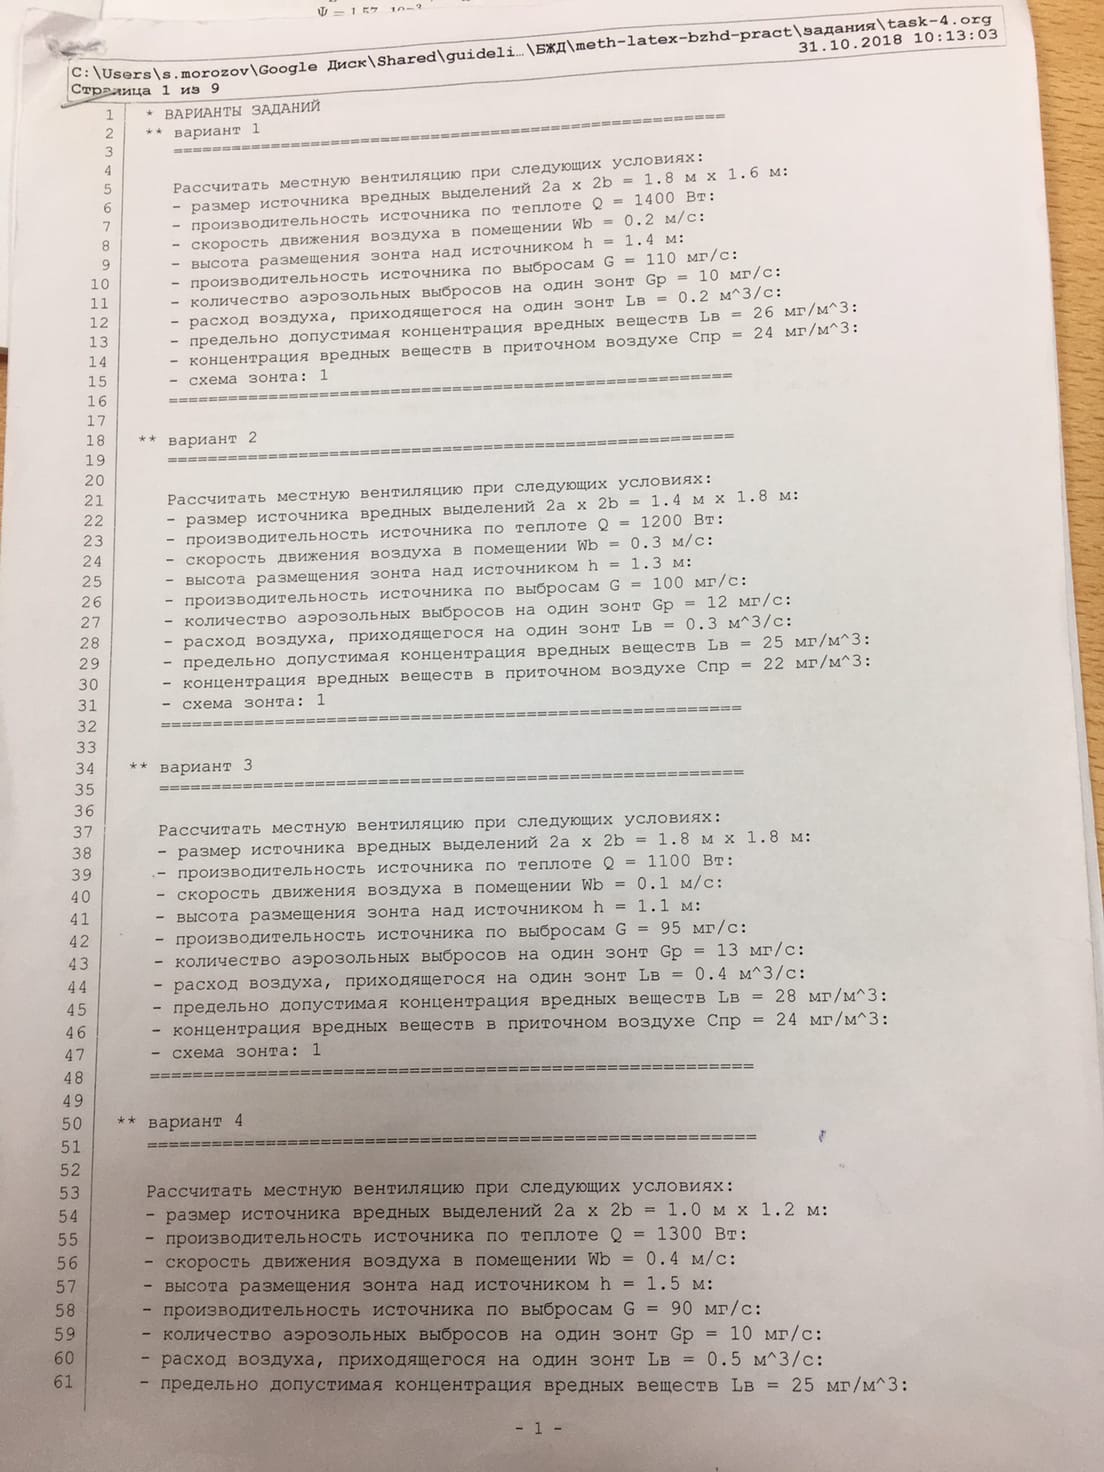 Ψ = 1.57 · 10⁻³
C:\Users\s.morozov\Google Диск\Shared\guideli…\БЖД\meth-latex-bzhd-pract\задания\task-4.org
31.10.2018 10:13:03
Страница 1 из 9
1 * ВАРИАНТЫ ЗАДАНИЙ
2 ** вариант 1
3 ========================================================
4
5 Рассчитать местную вентиляцию при следующих условиях:
6 - размер источника вредных выделений 2a x 2b = 1.8 м x 1.6 м:
7 - производительность источника по теплоте Q = 1400 Вт:
8 - скорость движения воздуха в помещении Wb = 0.2 м/с:
9 - высота размещения зонта над источником h = 1.4 м:
10 - производительность источника по выбросам G = 110 мг/с:
11 - количество аэрозольных выбросов на один зонт Gp = 10 мг/с:
12 - расход воздуха, приходящегося на один зонт Lв = 0.2 м^3/с:
13 - предельно допустимая концентрация вредных веществ Lв = 26 мг/м^3:
14 - концентрация вредных веществ в приточном воздухе Спр = 24 мг/м^3:
15 - схема зонта: 1
16 ========================================================
17
18 ** вариант 2
19 ========================================================
20
21 Рассчитать местную вентиляцию при следующих условиях:
22 - размер источника вредных выделений 2a x 2b = 1.4 м x 1.8 м:
23 - производительность источника по теплоте Q = 1200 Вт:
24 - скорость движения воздуха в помещении Wb = 0.3 м/с:
25 - высота размещения зонта над источником h = 1.3 м:
26 - производительность источника по выбросам G = 100 мг/с:
27 - количество аэрозольных выбросов на один зонт Gp = 12 мг/с:
28 - расход воздуха, приходящегося на один зонт Lв = 0.3 м^3/с:
29 - предельно допустимая концентрация вредных веществ Lв = 25 мг/м^3:
30 - концентрация вредных веществ в приточном воздухе Спр = 22 мг/м^3:
31 - схема зонта: 1
32 ========================================================
33
34 ** вариант 3
35 ========================================================
36
37 Рассчитать местную вентиляцию при следующих условиях:
38 - размер источника вредных выделений 2a x 2b = 1.8 м x 1.8 м:
39 - производительность источника по теплоте Q = 1100 Вт:
40 - скорость движения воздуха в помещении Wb = 0.1 м/с:
41 - высота размещения зонта над источником h = 1.1 м:
42 - производительность источника по выбросам G = 95 мг/с:
43 - количество аэрозольных выбросов на один зонт Gp = 13 мг/с:
44 - расход воздуха, приходящегося на один зонт Lв = 0.4 м^3/с:
45 - предельно допустимая концентрация вредных веществ Lв = 28 мг/м^3:
46 - концентрация вредных веществ в приточном воздухе Спр = 24 мг/м^3:
47 - схема зонта: 1
48 ========================================================
49
50 ** вариант 4
51 ========================================================
52
53 Рассчитать местную вентиляцию при следующих условиях:
54 - размер источника вредных выделений 2a x 2b = 1.0 м x 1.2 м:
55 - производительность источника по теплоте Q = 1300 Вт:
56 - скорость движения воздуха в помещении Wb = 0.4 м/с:
57 - высота размещения зонта над источником h = 1.5 м:
58 - производительность источника по выбросам G = 90 мг/с:
59 - количество аэрозольных выбросов на один зонт Gp = 10 мг/с:
60 - расход воздуха, приходящегося на один зонт Lв = 0.5 м^3/с:
61 - предельно допустимая концентрация вредных веществ Lв = 25 мг/м^3:
- 1 -